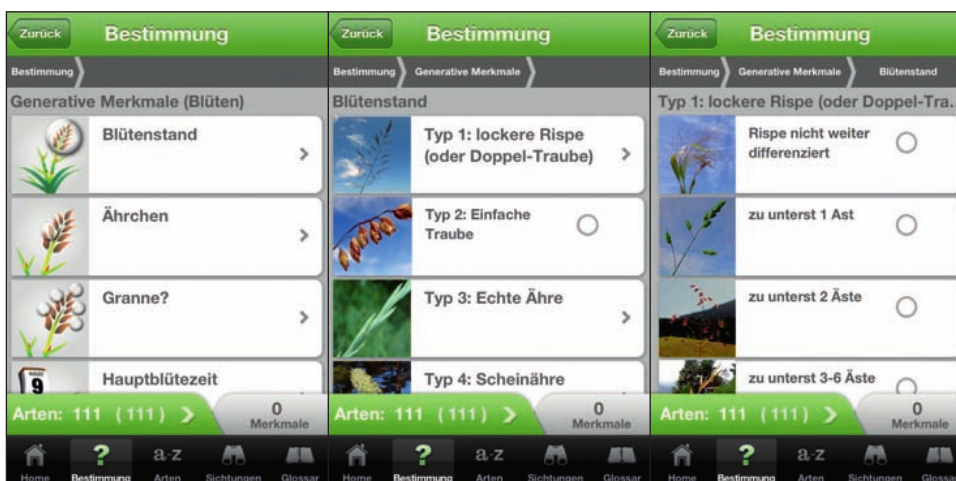 Zurück
Bestimmung
Bestimmung
Generative Merkmale (Blüten)
Blütenstand
Ährchen
Granne?
AUGUST
9
Hauptblütezeit
Arten: 111 (111)
0
Merkmale
Home
Bestimmung
Arten
Sichtungen
Glossar
a-z
Zurück
Bestimmung
Bestimmung
Generative Merkmale
Blütenstand
Typ 1: lockere Rispe
(oder Doppel-Traube)
Typ 2: Einfache
Traube
Typ 3: Echte Ähre
Typ 4: Scheinähre
Arten: 111 (111)
0
Merkmale
?
a-z
Home
Bestimmung
Arten
Sichtungen
Glossar
Zurück
Bestimmung
Bestimmung
Generative Merkmale
Blütenstand
Typ 1: lockere Rispe (oder Doppel-Tra..
Rispe nicht weiter
differenziert
zu unterst 1 Ast
zu unterst 2 Äste
zu unterst 3-6 Äste
Arten: 111 (111)
0
Merkmale
?
a-z
Home
Bestimmung
Arten
Sichtungen
Glossar